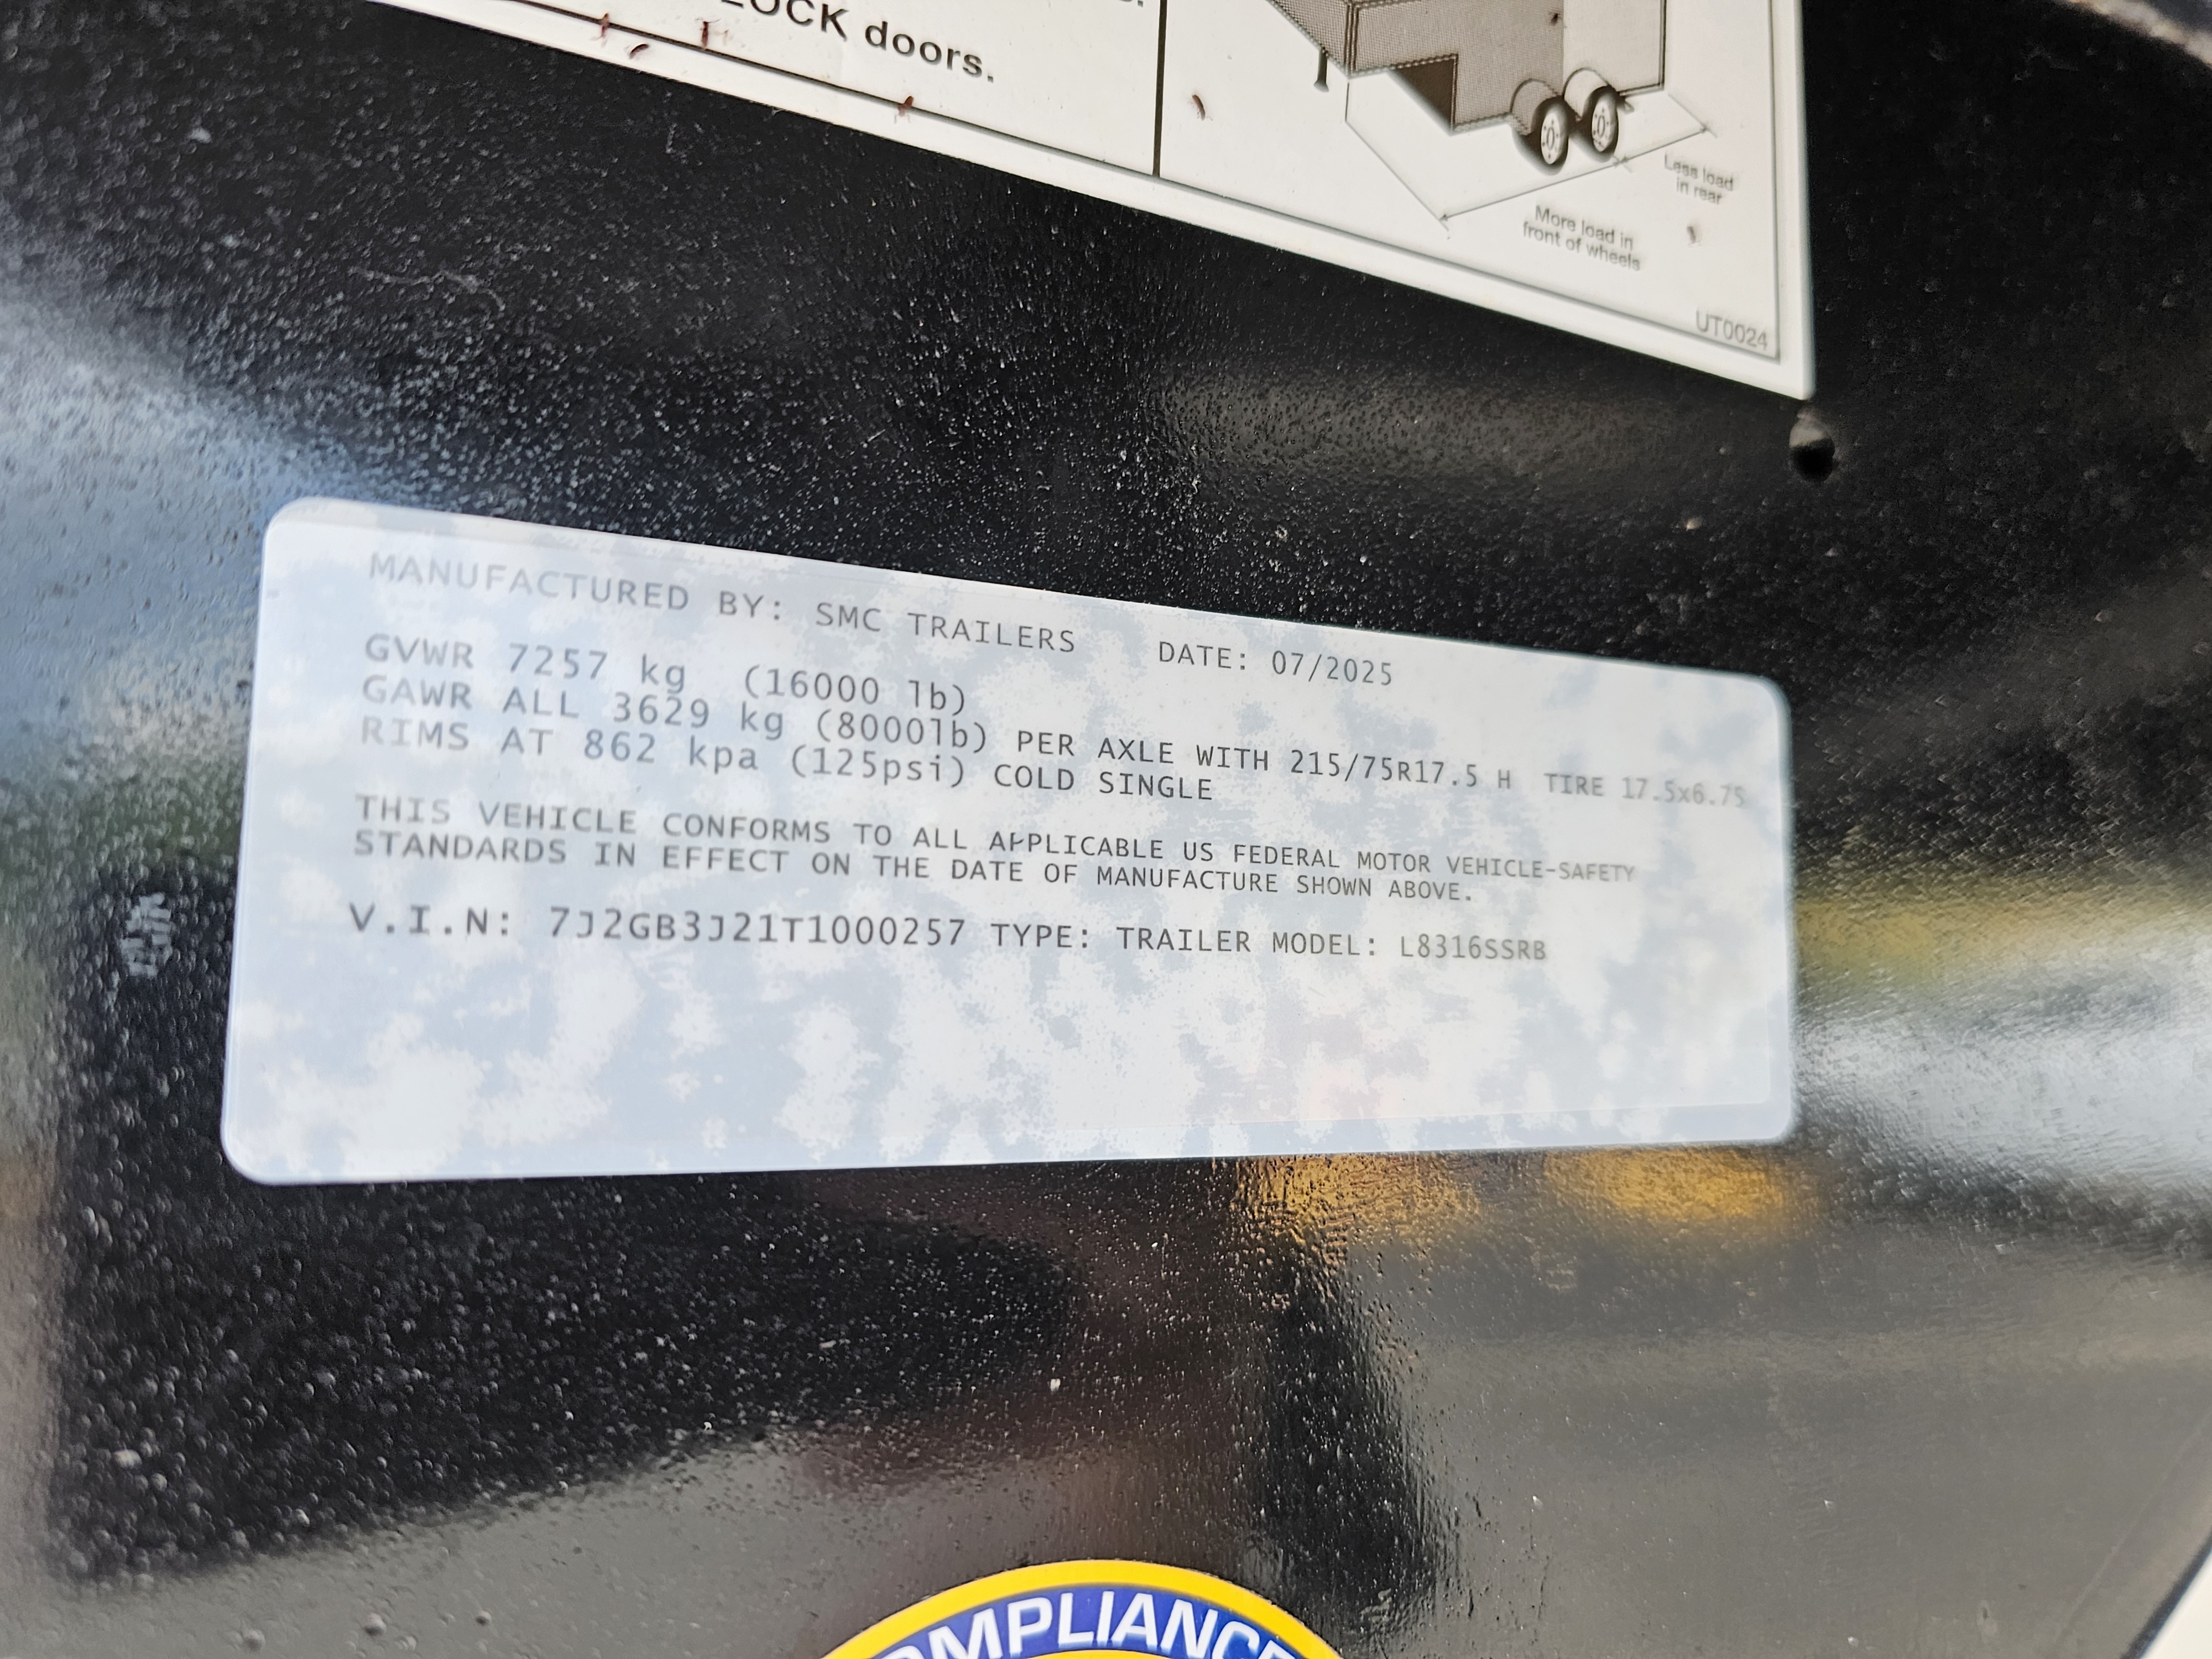 LOCK doors.
Less load
in rear
More load in
front of wheels
UT0024
MANUFACTURED BY: SMC TRAILERS DATE: 07/2025
GVWR 7257 kg (16000 lb)
GAWR ALL 3629 kg (8000lb) PER AXLE WITH 215/75R17.5 H TIRE 17.5x6.75
RIMS AT 862 kpa (125psi) COLD SINGLE
THIS VEHICLE CONFORMS TO ALL APPLICABLE US FEDERAL MOTOR VEHICLE-SAFETY
STANDARDS IN EFFECT ON THE DATE OF MANUFACTURE SHOWN ABOVE.
V.I.N: 7J2GB3J21T1000257 TYPE: TRAILER MODEL: L8316SSRB
OMPLIANCE